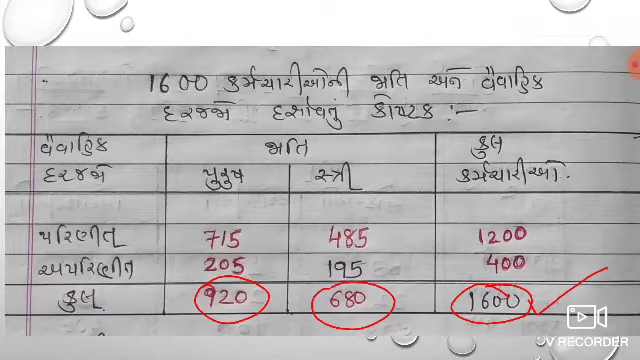 1600 કર્મચારીઓની જાતિ અને વૈવાહિક
દરજ્જો દર્શાવતું કોષ્ટક :-
વૈવાહિક જાતિ કુલ
દરજ્જો પુરુષ સ્ત્રી કર્મચારીઓ.
પરિણીત 715 485 1200
અપરિણીત 205 195 400
કુલ 920 680 1600
V RECORDER